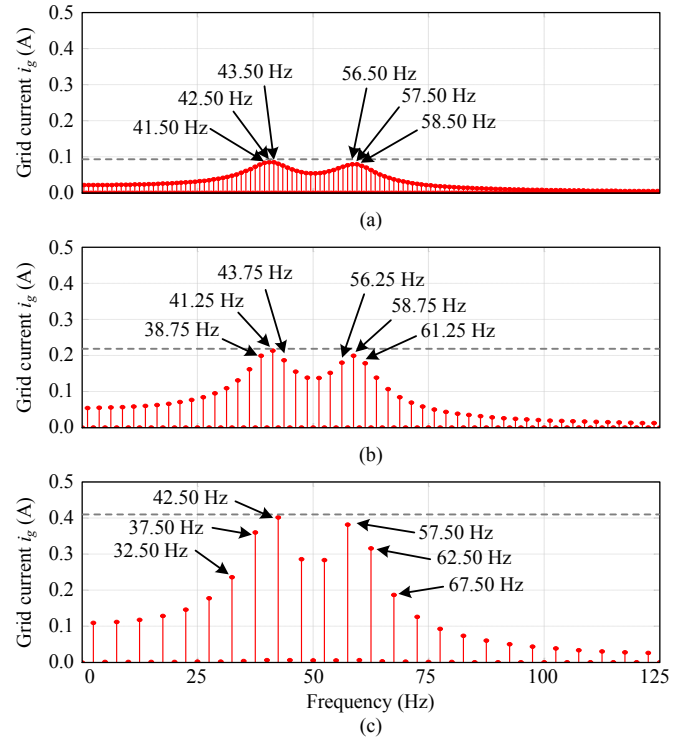 0.5
0.4
0.3
0.2
0.1
0.0
Grid current i_g (A)
43.50 Hz
42.50 Hz
41.50 Hz
56.50 Hz
57.50 Hz
58.50 Hz
(a)
0.5
0.4
0.3
0.2
0.1
0.0
Grid current i_g (A)
43.75 Hz
41.25 Hz
38.75 Hz
56.25 Hz
58.75 Hz
61.25 Hz
(b)
0.5
0.4
0.3
0.2
0.1
0.0
Grid current i_g (A)
42.50 Hz
37.50 Hz
32.50 Hz
57.50 Hz
62.50 Hz
67.50 Hz
0 25 50 75 100 125
Frequency (Hz)
(c)